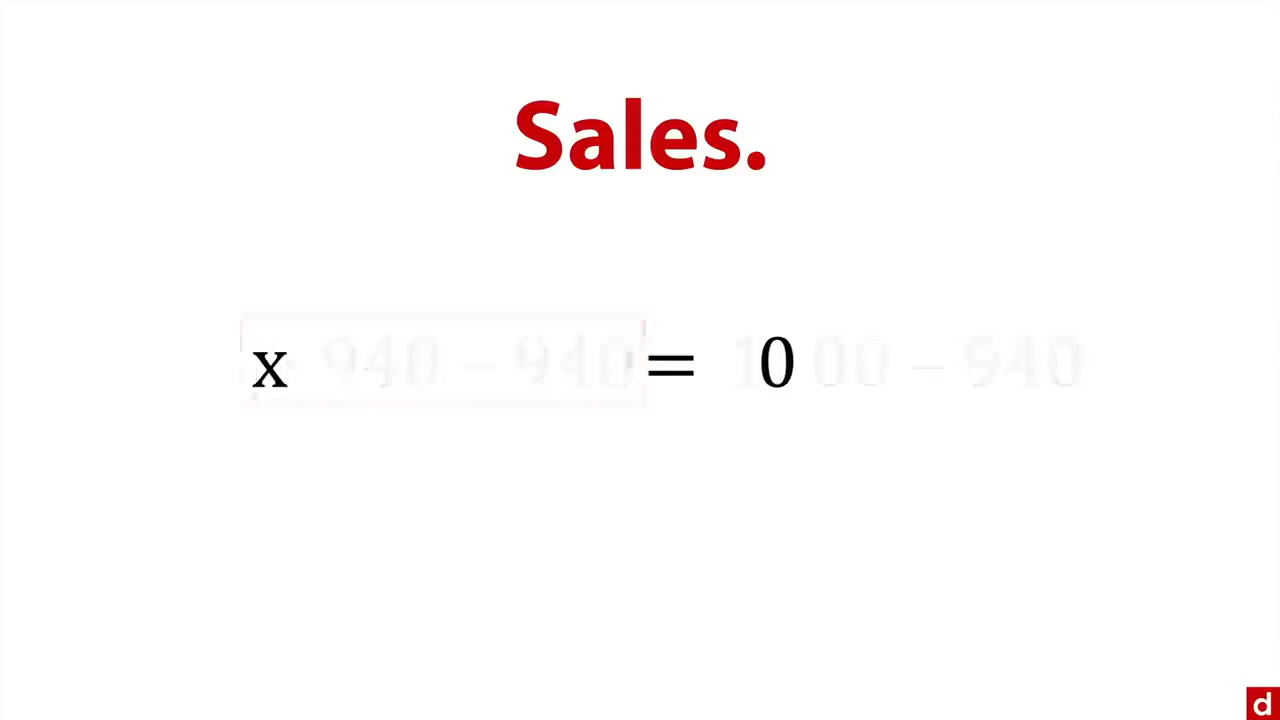 Sales.
x = 0
d